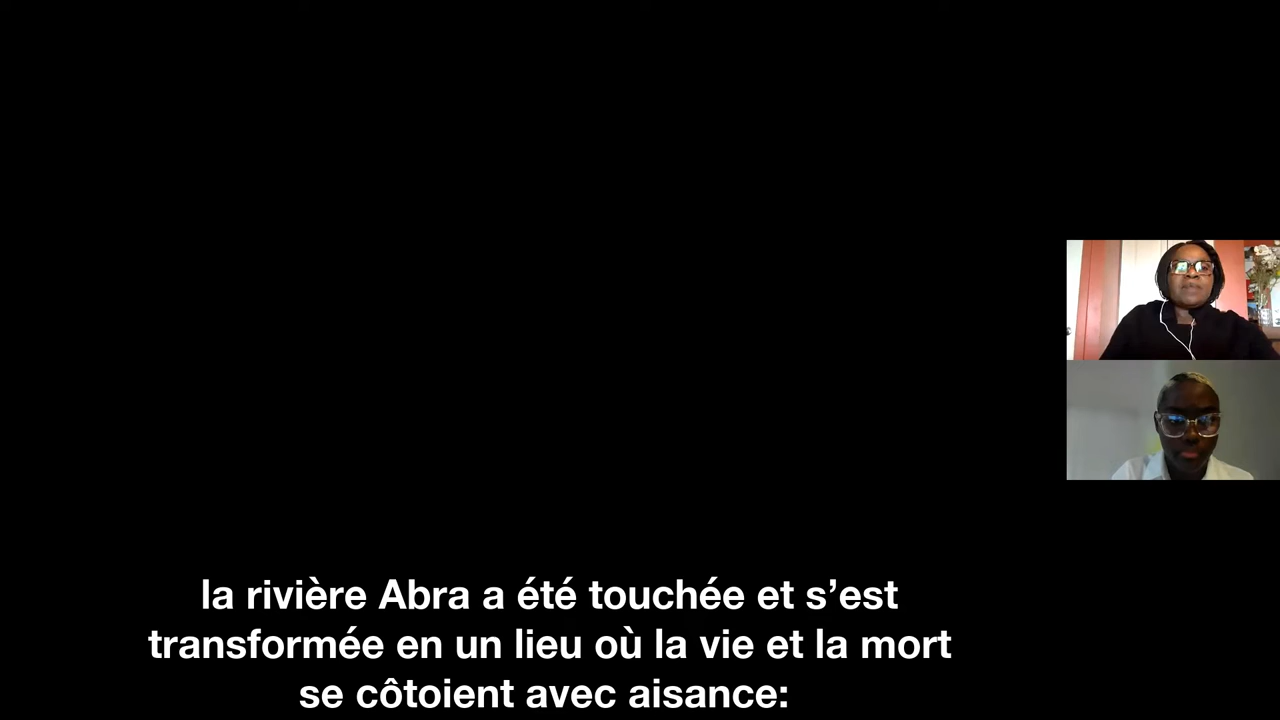 la rivière Abra a été touchée et s’est
transformée en un lieu où la vie et la mort
se côtoient avec aisance: